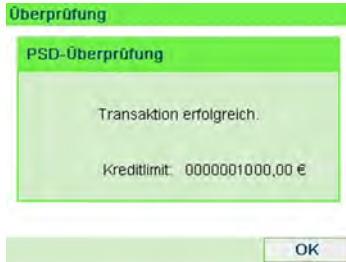 Überprüfung
PSD-Überprüfung
Transaktion erfolgreich.
Kreditlimit: 0000001000,00 €
OK